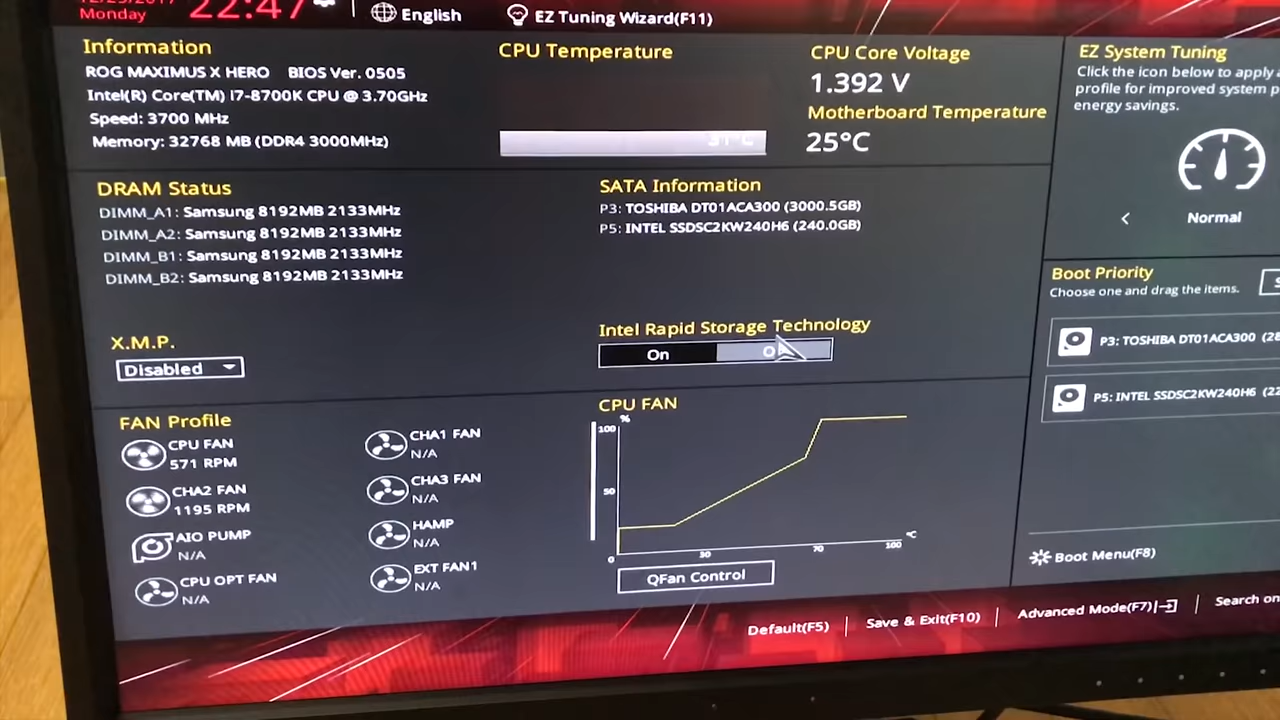 Monday 22:47
English
EZ Tuning Wizard(F11)
Information
ROG MAXIMUS X HERO BIOS Ver. 0505
Intel(R) Core(TM) I7-8700K CPU @ 3.70GHz
Speed: 3700 MHz
Memory: 32768 MB (DDR4 3000MHz)
CPU Temperature
CPU Core Voltage
1.392 V
Motherboard Temperature
25°C
EZ System Tuning
Click the icon below to apply a
profile for improved system p
energy savings.
Normal
DRAM Status
DIMM_A1: Samsung 8192MB 2133MHz
DIMM_A2: Samsung 8192MB 2133MHz
DIMM_B1: Samsung 8192MB 2133MHz
DIMM_B2: Samsung 8192MB 2133MHz
SATA Information
P3: TOSHIBA DT01ACA300 (3000.5GB)
P5: INTEL SSDSC2KW240H6 (240.0GB)
X.M.P.
Disabled
Intel Rapid Storage Technology
On
Boot Priority
Choose one and drag the items.
P3: TOSHIBA DT01ACA300 (28
P5: INTEL SSDSC2KW240H6 (22
FAN Profile
CPU FAN
571 RPM
CHA1 FAN
N/A
CHA2 FAN
1195 RPM
CHA3 FAN
N/A
AIO PUMP
N/A
HAMP
N/A
CPU OPT FAN
N/A
EXT FAN1
N/A
CPU FAN
%
100
50
0
30
70
100
°C
QFan Control
Boot Menu(F8)
Default(F5)
Save & Exit(F10)
Advanced Mode(F7)
Search on